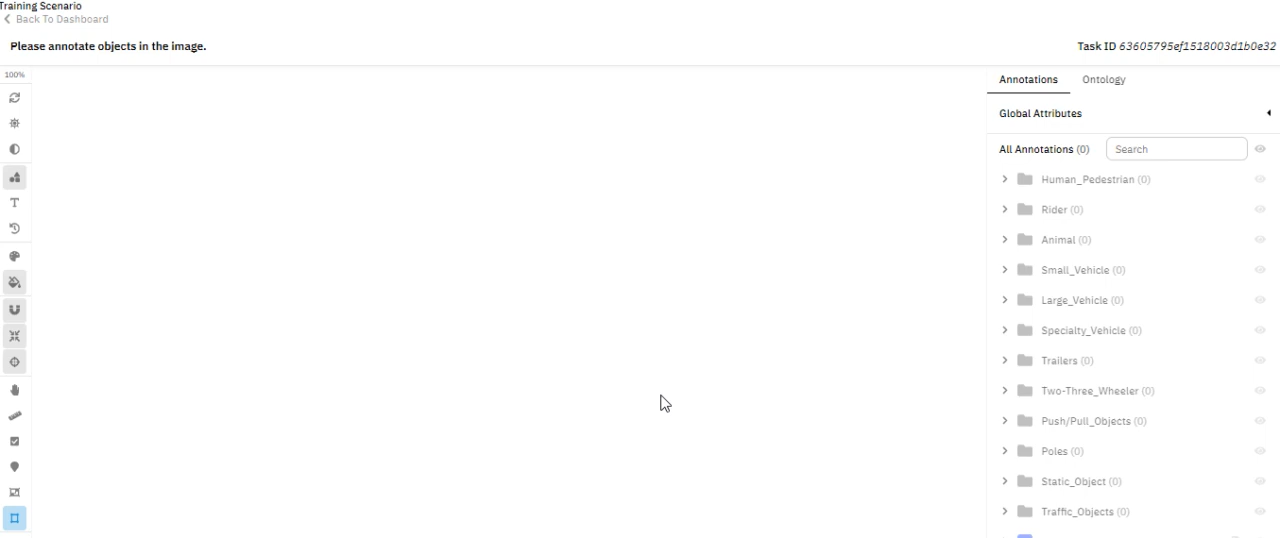 Training Scenario
Back To Dashboard
Please annotate objects in the image.
Task ID 63605795ef1518003d1b0e32
100%
Annotations Ontology
Global Attributes
All Annotations (0) Search
Human_Pedestrian (0)
Rider (0)
Animal (0)
Small_Vehicle (0)
Large_Vehicle (0)
Specialty_Vehicle (0)
Trailers (0)
Two-Three_Wheeler (0)
Push/Pull_Objects (0)
Poles (0)
Static_Object (0)
Traffic_Objects (0)